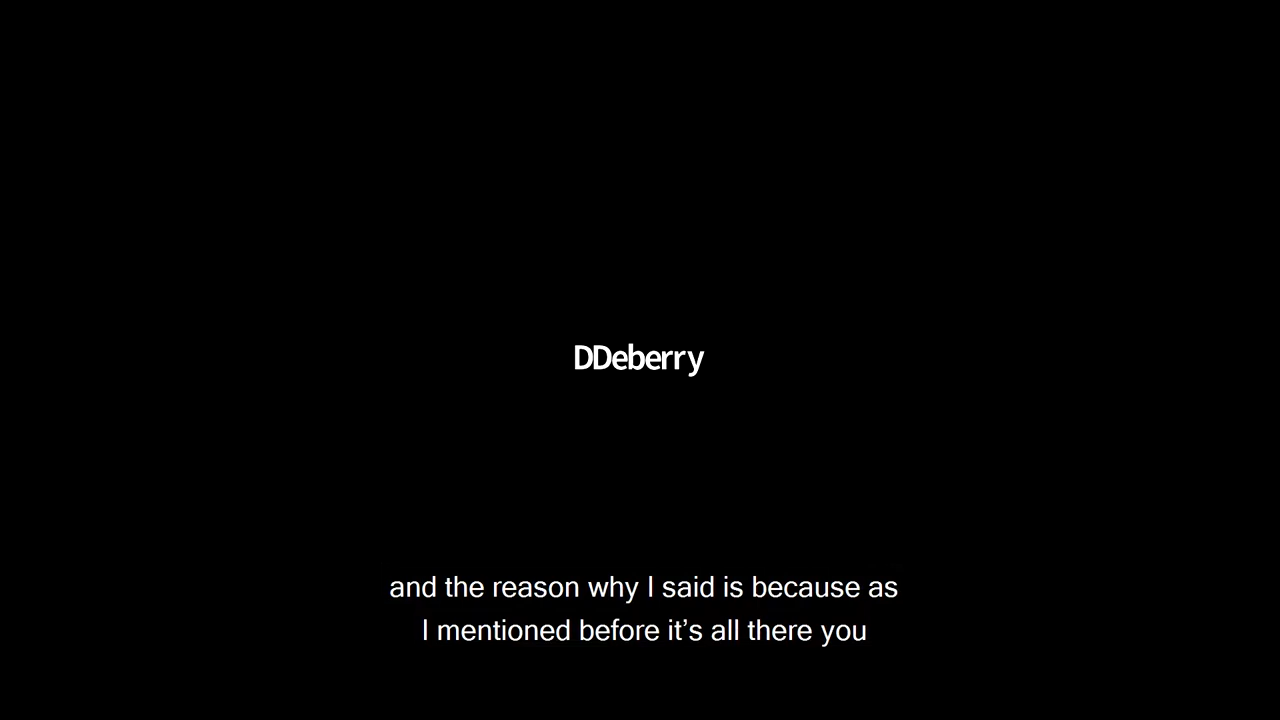 DDeberry
and the reason why I said is because as
I mentioned before it’s all there you